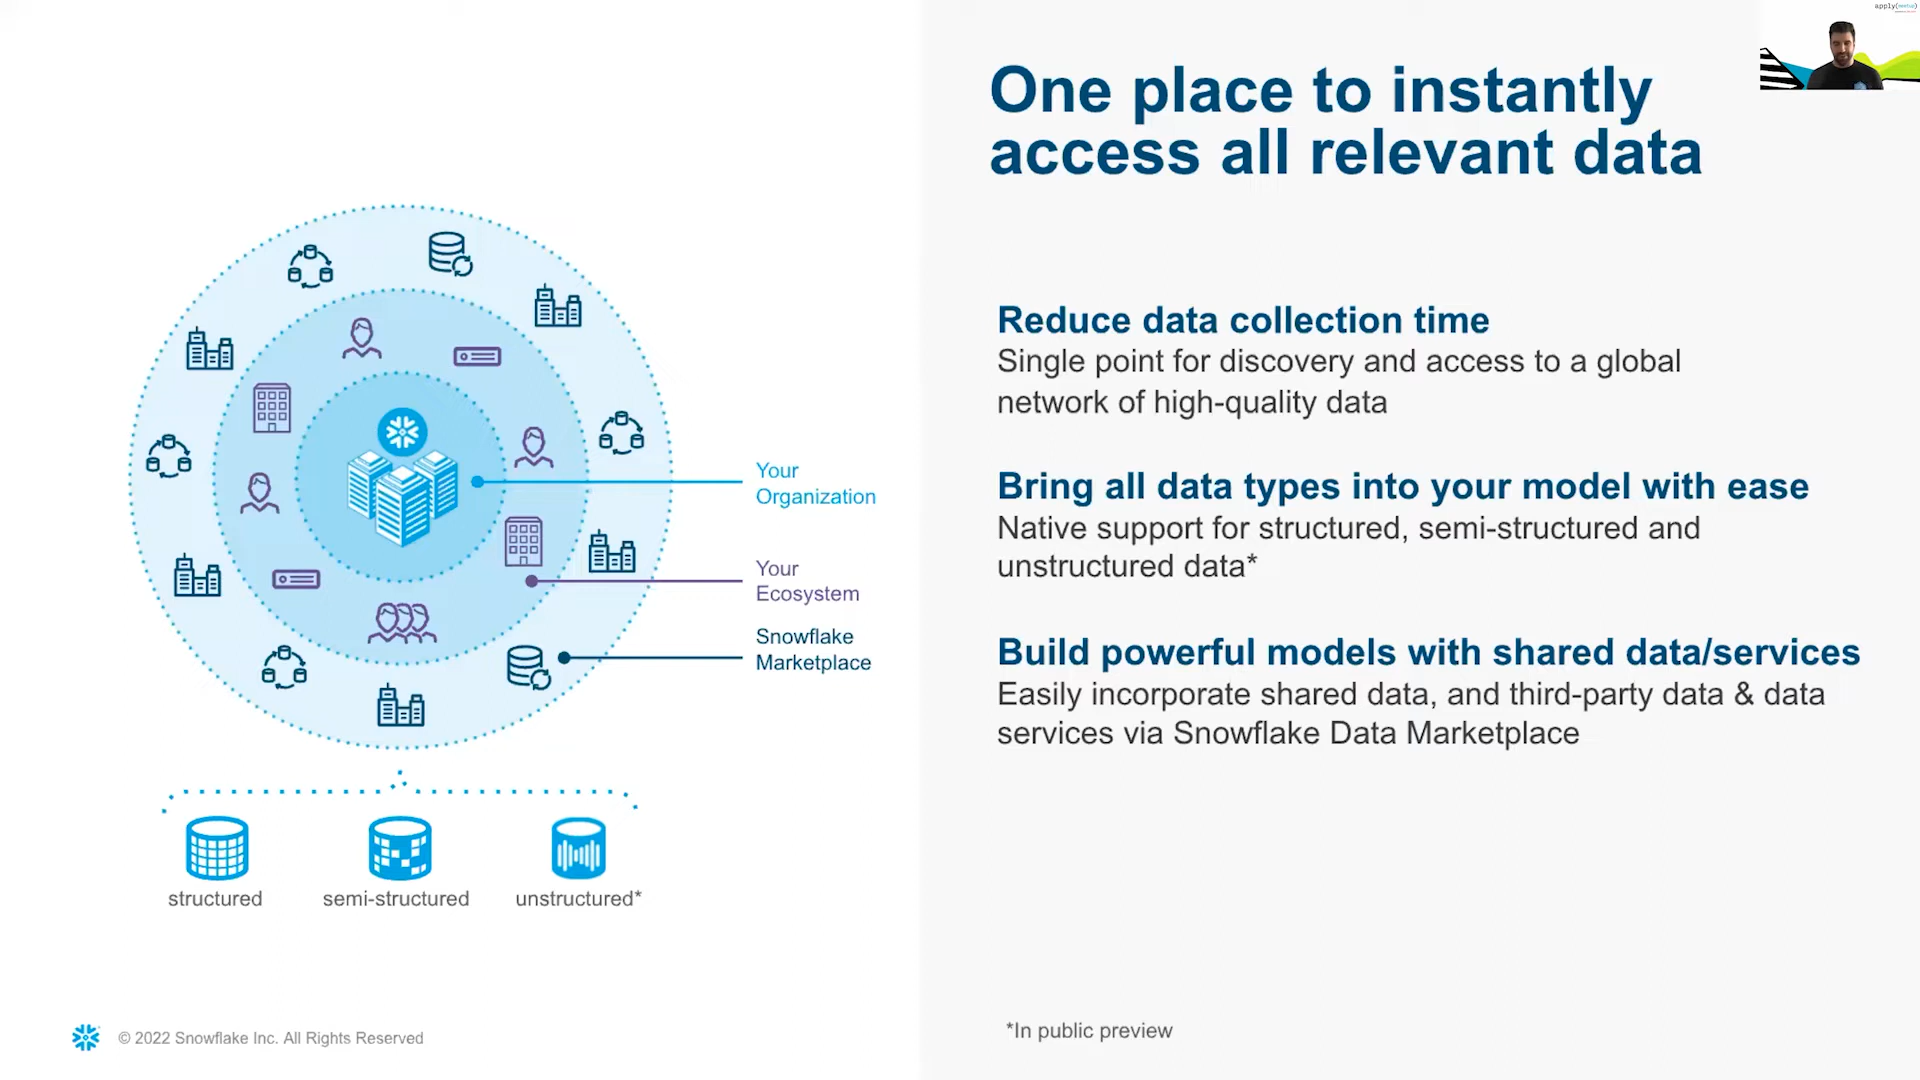 apply(meetup)
One place to instantly
access all relevant data
Reduce data collection time
Single point for discovery and access to a global
network of high-quality data
Bring all data types into your model with ease
Native support for structured, semi-structured and
unstructured data*
Build powerful models with shared data/services
Easily incorporate shared data, and third-party data & data
services via Snowflake Data Marketplace
Your
Organization
Your
Ecosystem
Snowflake
Marketplace
structured
semi-structured
unstructured*
© 2022 Snowflake Inc. All Rights Reserved
*In public preview